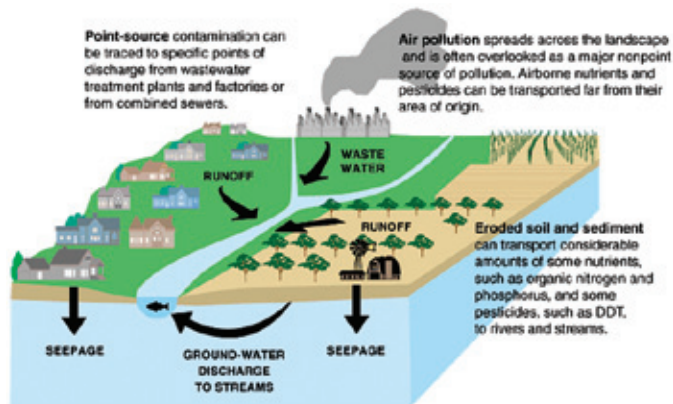 Point-source contamination can
be traced to specific points of
discharge from wastewater
treatment plants and factories or
from combined sewers.
Air pollution spreads across the landscape
and is often overlooked as a major nonpoint
source of pollution. Airborne nutrients and
pesticides can be transported far from their
area of origin.
WASTE
WATER
RUNOFF
RUNOFF
Eroded soil and sediment
can transport considerable
amounts of some nutrients,
such as organic nitrogen and
phosphorus, and some
pesticides, such as DDT,
to rivers and streams.
SEEPAGE
GROUND-WATER
DISCHARGE
TO STREAMS
SEEPAGE